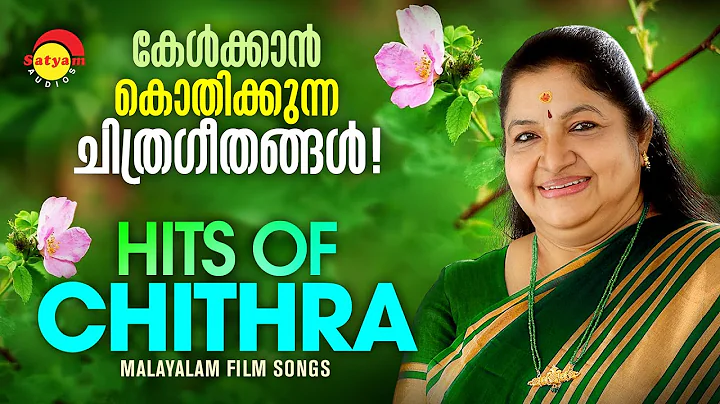 Satyam
AUDIOS
കേൾക്കാൻ
കൊതിക്കുന്ന
ചിത്രഗീതങ്ങൾ!
HITS OF
CHITHRA
MALAYALAM FILM SONGS